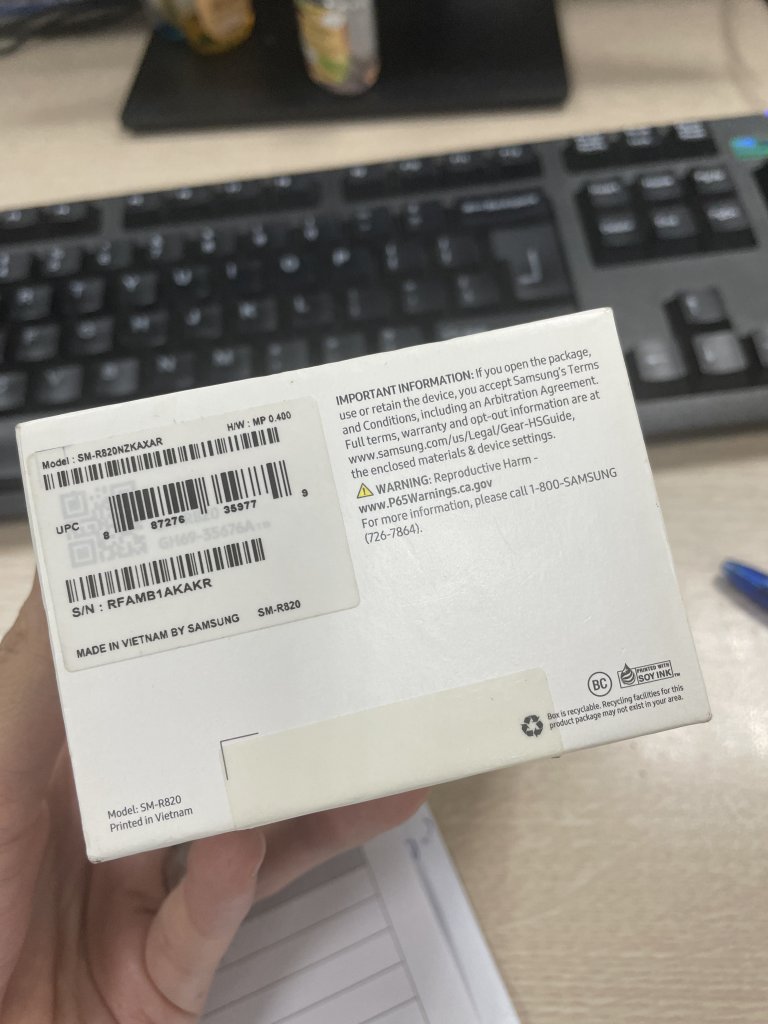 Model : SM-R820NZKAXAR
H/W : MP 0.400
UPC
8 87276 35977 9
GH69-35676A
S/N : RFAMB1AKAKR
MADE IN VIETNAM BY SAMSUNG SM-R820
IMPORTANT INFORMATION: If you open the package,
use or retain the device, you accept Samsung's Terms
and Conditions, including an Arbitration Agreement.
Full terms, warranty and opt-out information are at
www.samsung.com/us/Legal/Gear-HSGuide,
the enclosed materials & device settings.
WARNING: Reproductive Harm -
www.P65Warnings.ca.gov
For more information, please call 1-800-SAMSUNG
(726-7864).
BC
PRINTED WITH
SOY INK™
Box is recyclable. Recycling facilities for this
product package may not exist in your area.
Model: SM-R820
Printed in Vietnam